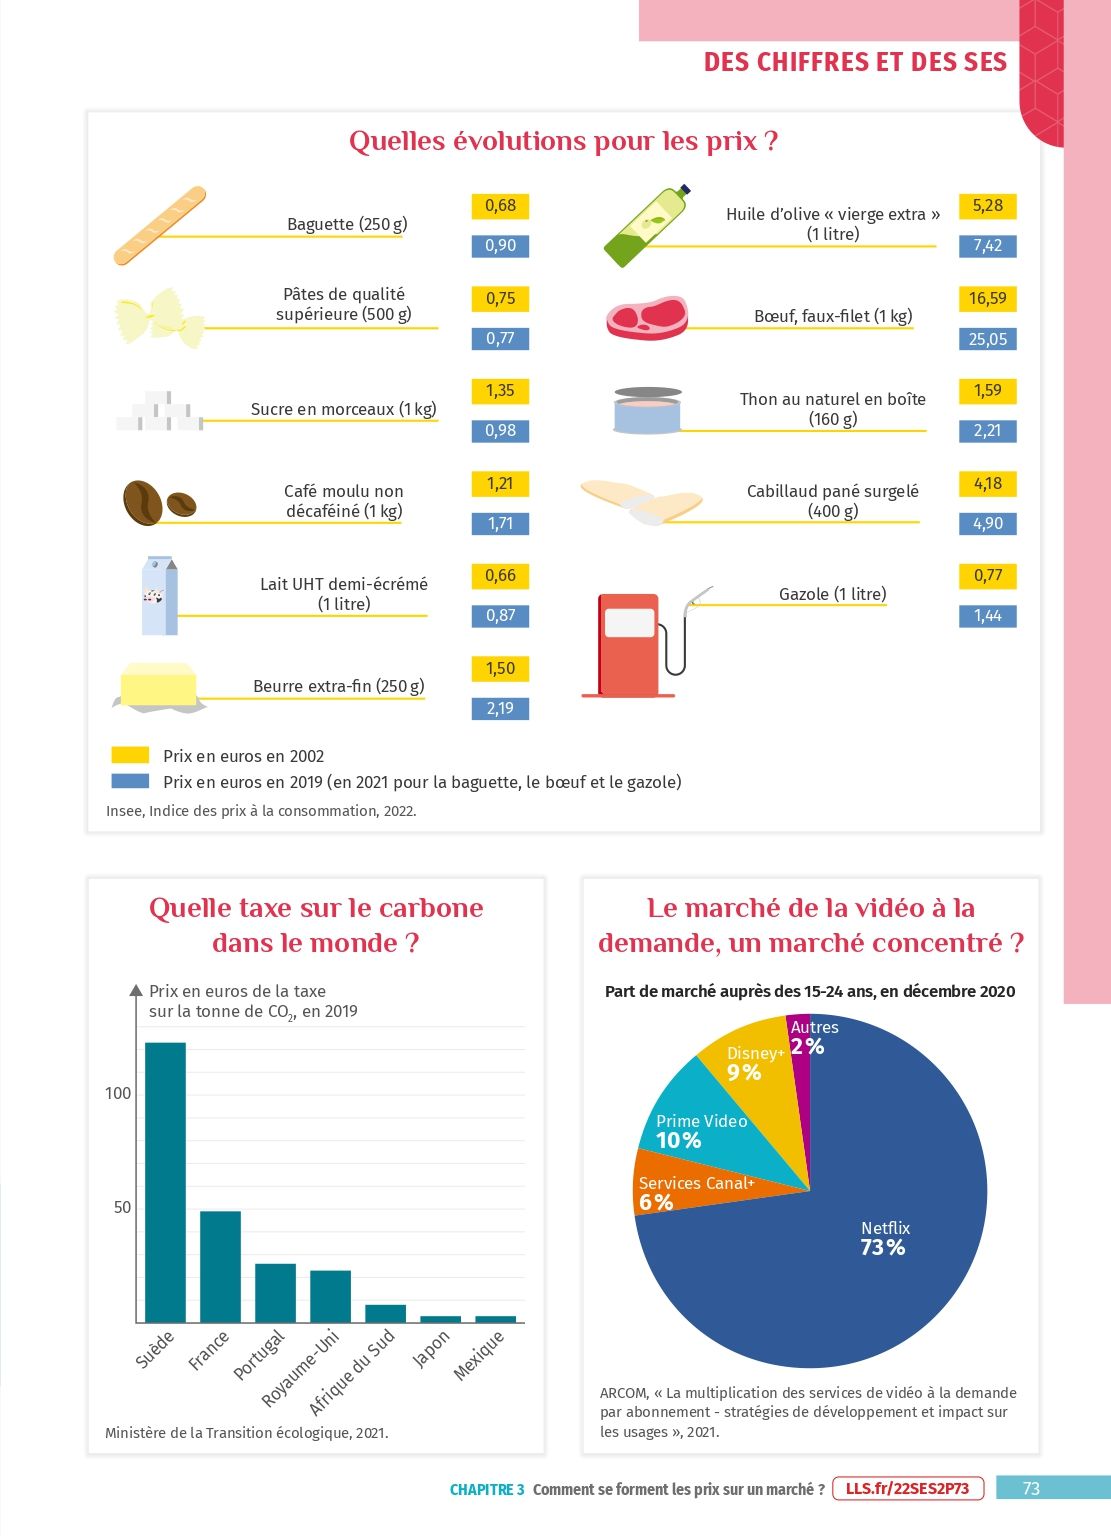 DES CHIFFRES ET DES SES
Quelles évolutions pour les prix ?
Baguette (250 g)
0,68
0,90
Pâtes de qualité
supérieure (500 g)
0,75
0,77
Sucre en morceaux (1 kg)
1,35
0,98
Café moulu non
décaféiné (1 kg)
1,21
1,71
Lait UHT demi-écrémé
(1 litre)
0,66
0,87
Beurre extra-fin (250 g)
1,50
2,19
Huile d’olive « vierge extra »
(1 litre)
5,28
7,42
Bœuf, faux-filet (1 kg)
16,59
25,05
Thon au naturel en boîte
(160 g)
1,59
2,21
Cabillaud pané surgelé
(400 g)
4,18
4,90
Gazole (1 litre)
0,77
1,44
Prix en euros en 2002
Prix en euros en 2019 (en 2021 pour la baguette, le bœuf et le gazole)
Insee, Indice des prix à la consommation, 2022.
Quelle taxe sur le carbone
dans le monde ?
Prix en euros de la taxe
sur la tonne de CO2, en 2019
100
50
Suède
France
Portugal
Royaume-Uni
Afrique du Sud
Japon
Mexique
Ministère de la Transition écologique, 2021.
Le marché de la vidéo à la
demande, un marché concentré ?
Part de marché auprès des 15-24 ans, en décembre 2020
Autres
2 %
Disney+
9 %
Prime Video
10 %
Services Canal+
6 %
Netflix
73 %
ARCOM, « La multiplication des services de vidéo à la demande
par abonnement - stratégies de développement et impact sur
les usages », 2021.
CHAPITRE 3 Comment se forment les prix sur un marché ? LLS.fr/22SES2P73 73